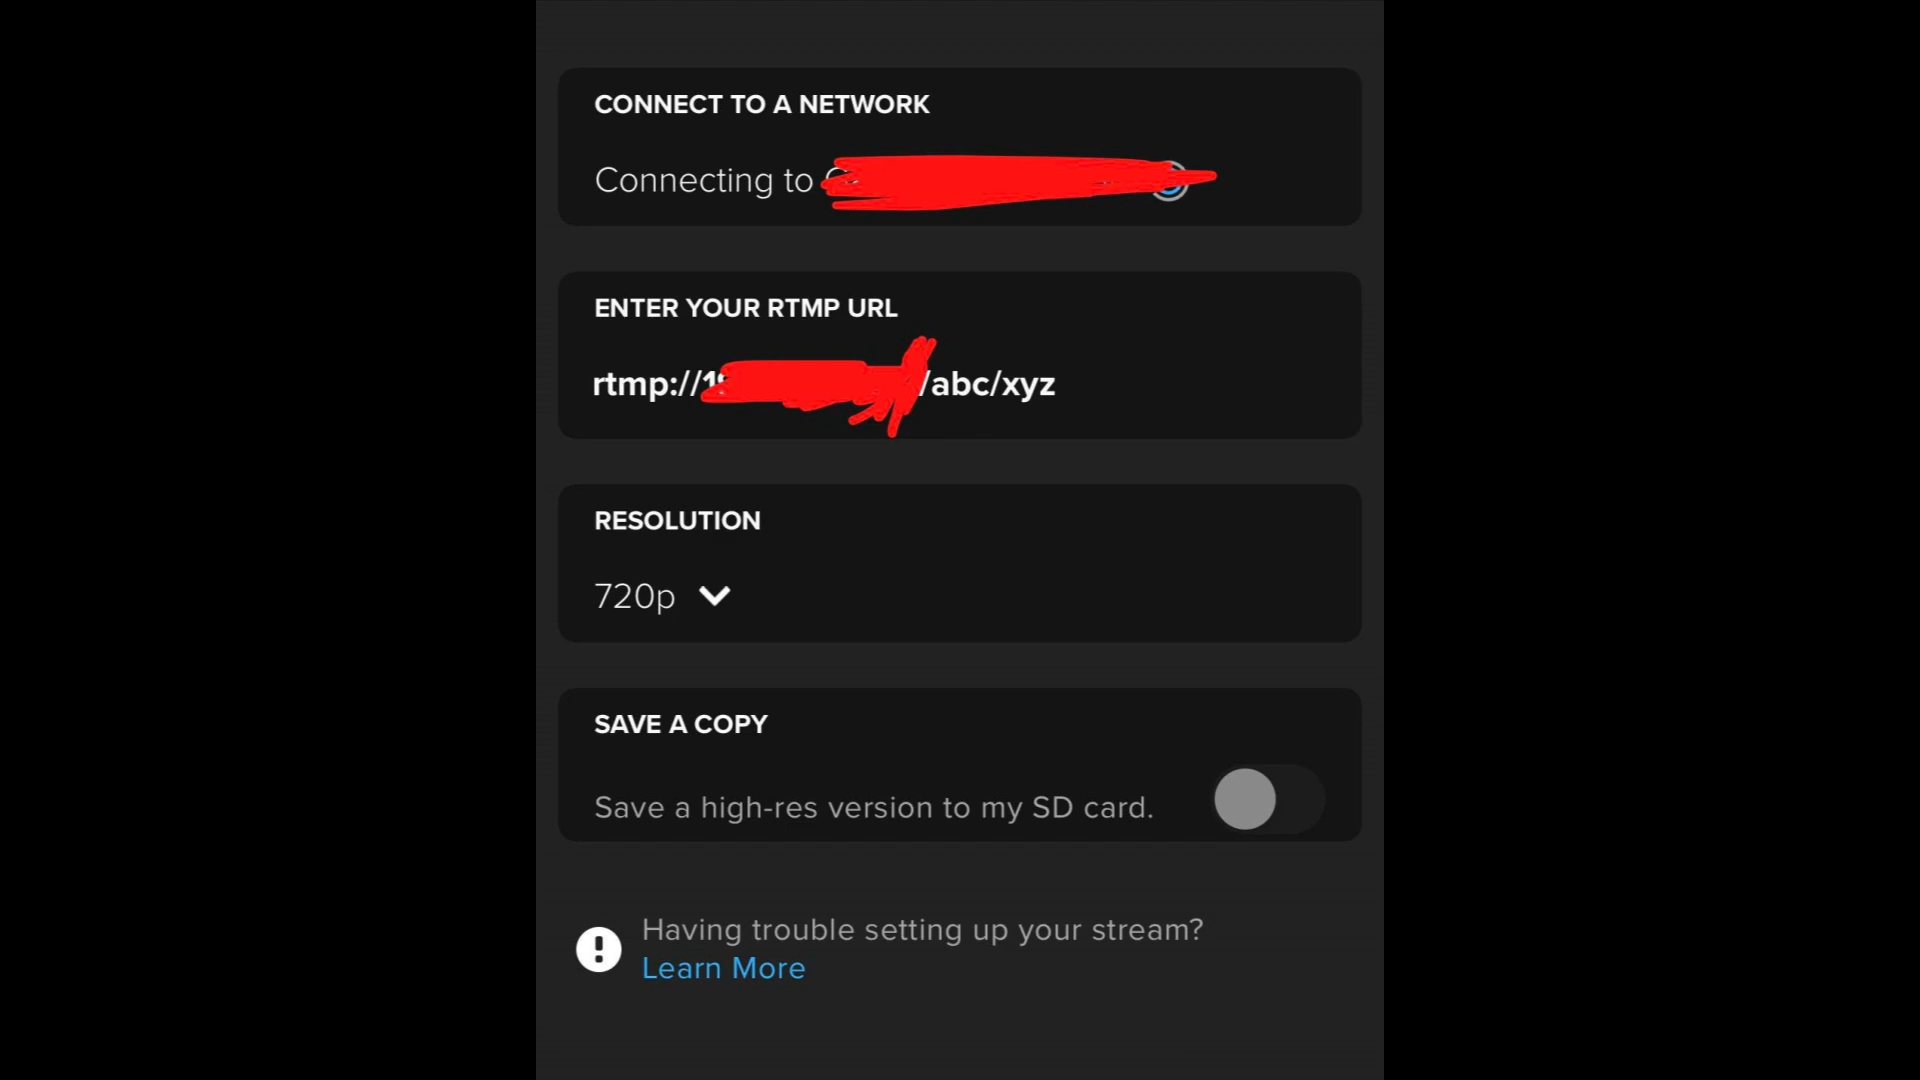 CONNECT TO A NETWORK
Connecting to
ENTER YOUR RTMP URL
rtmp:// /abc/xyz
RESOLUTION
720p
SAVE A COPY
Save a high-res version to my SD card.
Having trouble setting up your stream?
Learn More